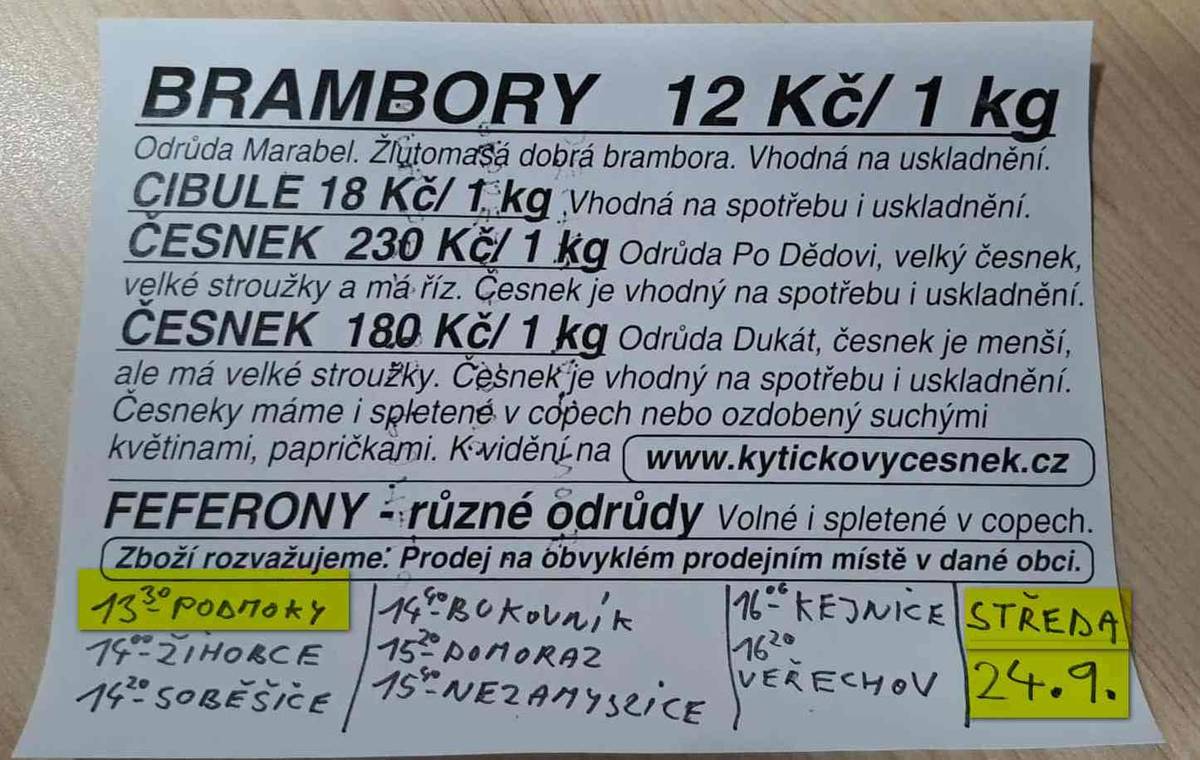 BRAMBORY 12 Kč/ 1 kg
Odrůda Marabel. Žlutomasá dobrá brambora. Vhodná na uskladnění.
CIBULE 18 Kč/ 1 kg Vhodná na spotřebu i uskladnění.
ČESNEK 230 Kč/ 1 kg Odrůda Po Dědovi, velký česnek,
velké stroužky a má říz. Česnek je vhodný na spotřebu i uskladnění.
ČESNEK 180 Kč/ 1 kg Odrůda Dukát, česnek je menší,
ale má velké stroužky. Česnek je vhodný na spotřebu i uskladnění.
Česneky máme i spletené v copech nebo ozdobený suchými
květinami, papričkami. K vidění na www.kytickovycesnek.cz
FEFERONY - různé odrůdy Volné i spletené v copech.
Zboží rozvažujeme: Prodej na obvyklém prodejním místě v dané obci.
13³⁰- PODMOKY
14⁰⁰- ŽIHOBCE
14²⁰- SOBĚŠICE
14⁴⁰- BUKOVNÍK
15²⁰- DOMORAZ
15⁴⁰- NEZAMYSLICE
16⁰⁰- KEJNICE
16²⁰
VEŘECHOV
STŘEDA
24.9.